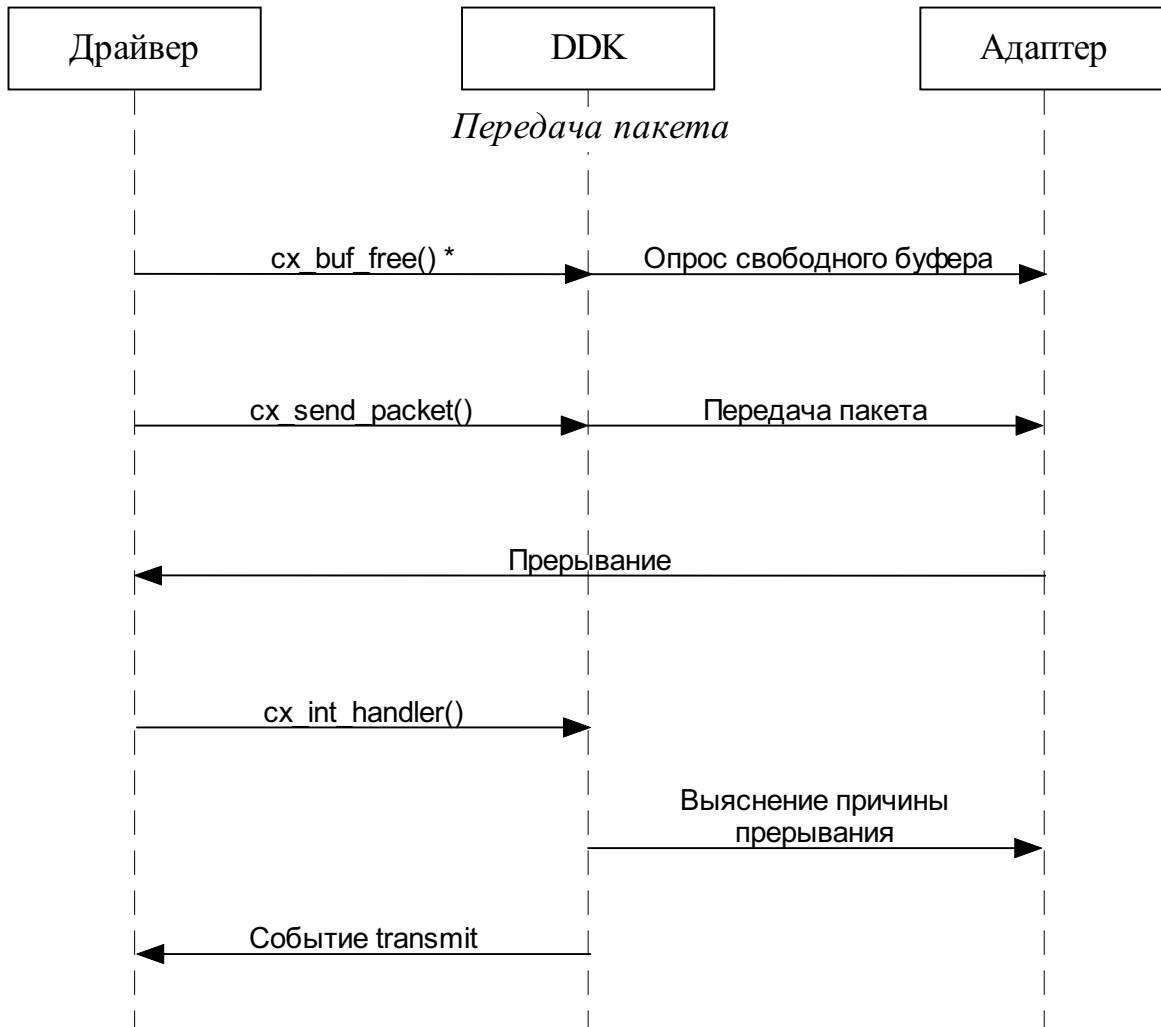 Драйвер
DDK
Адаптер
Передача пакета
cx_buf_free() *
Опрос свободного буфера
cx_send_packet()
Передача пакета
Прерывание
cx_int_handler()
Выяснение причины
прерывания
Событие transmit